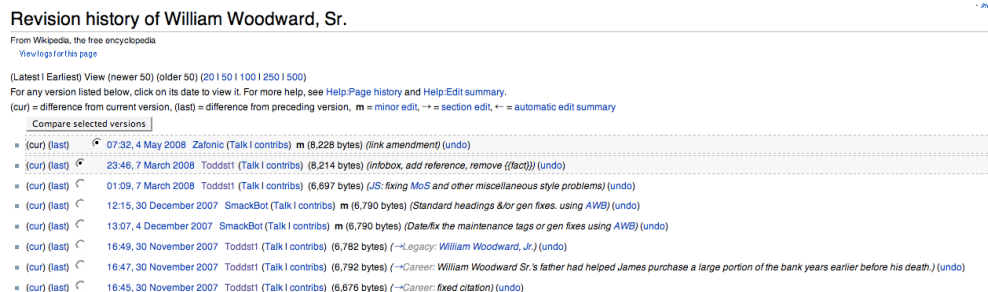 Revision history of William Woodward, Sr.
From Wikipedia, the free encyclopedia
View logs for this page
(Latest | Earliest) View (newer 50) (older 50) (20 | 50 | 100 | 250 | 500)
For any version listed below, click on its date to view it. For more help, see Help:Page history and Help:Edit summary.
(cur) = difference from current version, (last) = difference from preceding version, m = minor edit, → = section edit, ← = automatic edit summary
Compare selected versions
(cur) (last) 07:32, 4 May 2008 Zafonic (Talk | contribs) m (8,228 bytes) (link amendment) (undo)
(cur) (last) 23:46, 7 March 2008 Toddst1 (Talk | contribs) (8,214 bytes) (infobox, add reference, remove {{fact}}) (undo)
(cur) (last) 01:09, 7 March 2008 Toddst1 (Talk | contribs) (6,697 bytes) (JS: fixing MoS and other miscellaneous style problems) (undo)
(cur) (last) 12:15, 30 December 2007 SmackBot (Talk | contribs) m (6,790 bytes) (Standard headings &/or gen fixes. using AWB) (undo)
(cur) (last) 13:07, 4 December 2007 SmackBot (Talk | contribs) m (6,790 bytes) (Date/fix the maintenance tags or gen fixes using AWB) (undo)
(cur) (last) 16:49, 30 November 2007 Toddst1 (Talk | contribs) (6,782 bytes) (→Legacy: William Woodward, Jr.) (undo)
(cur) (last) 16:47, 30 November 2007 Toddst1 (Talk | contribs) (6,792 bytes) (→Career: William Woodward Sr.'s father had helped James purchase a large portion of the bank years earlier before his death.) (undo)
(cur) (last) 16:45, 30 November 2007 Toddst1 (Talk | contribs) (6,676 bytes) (→Career: fixed citation) (undo)